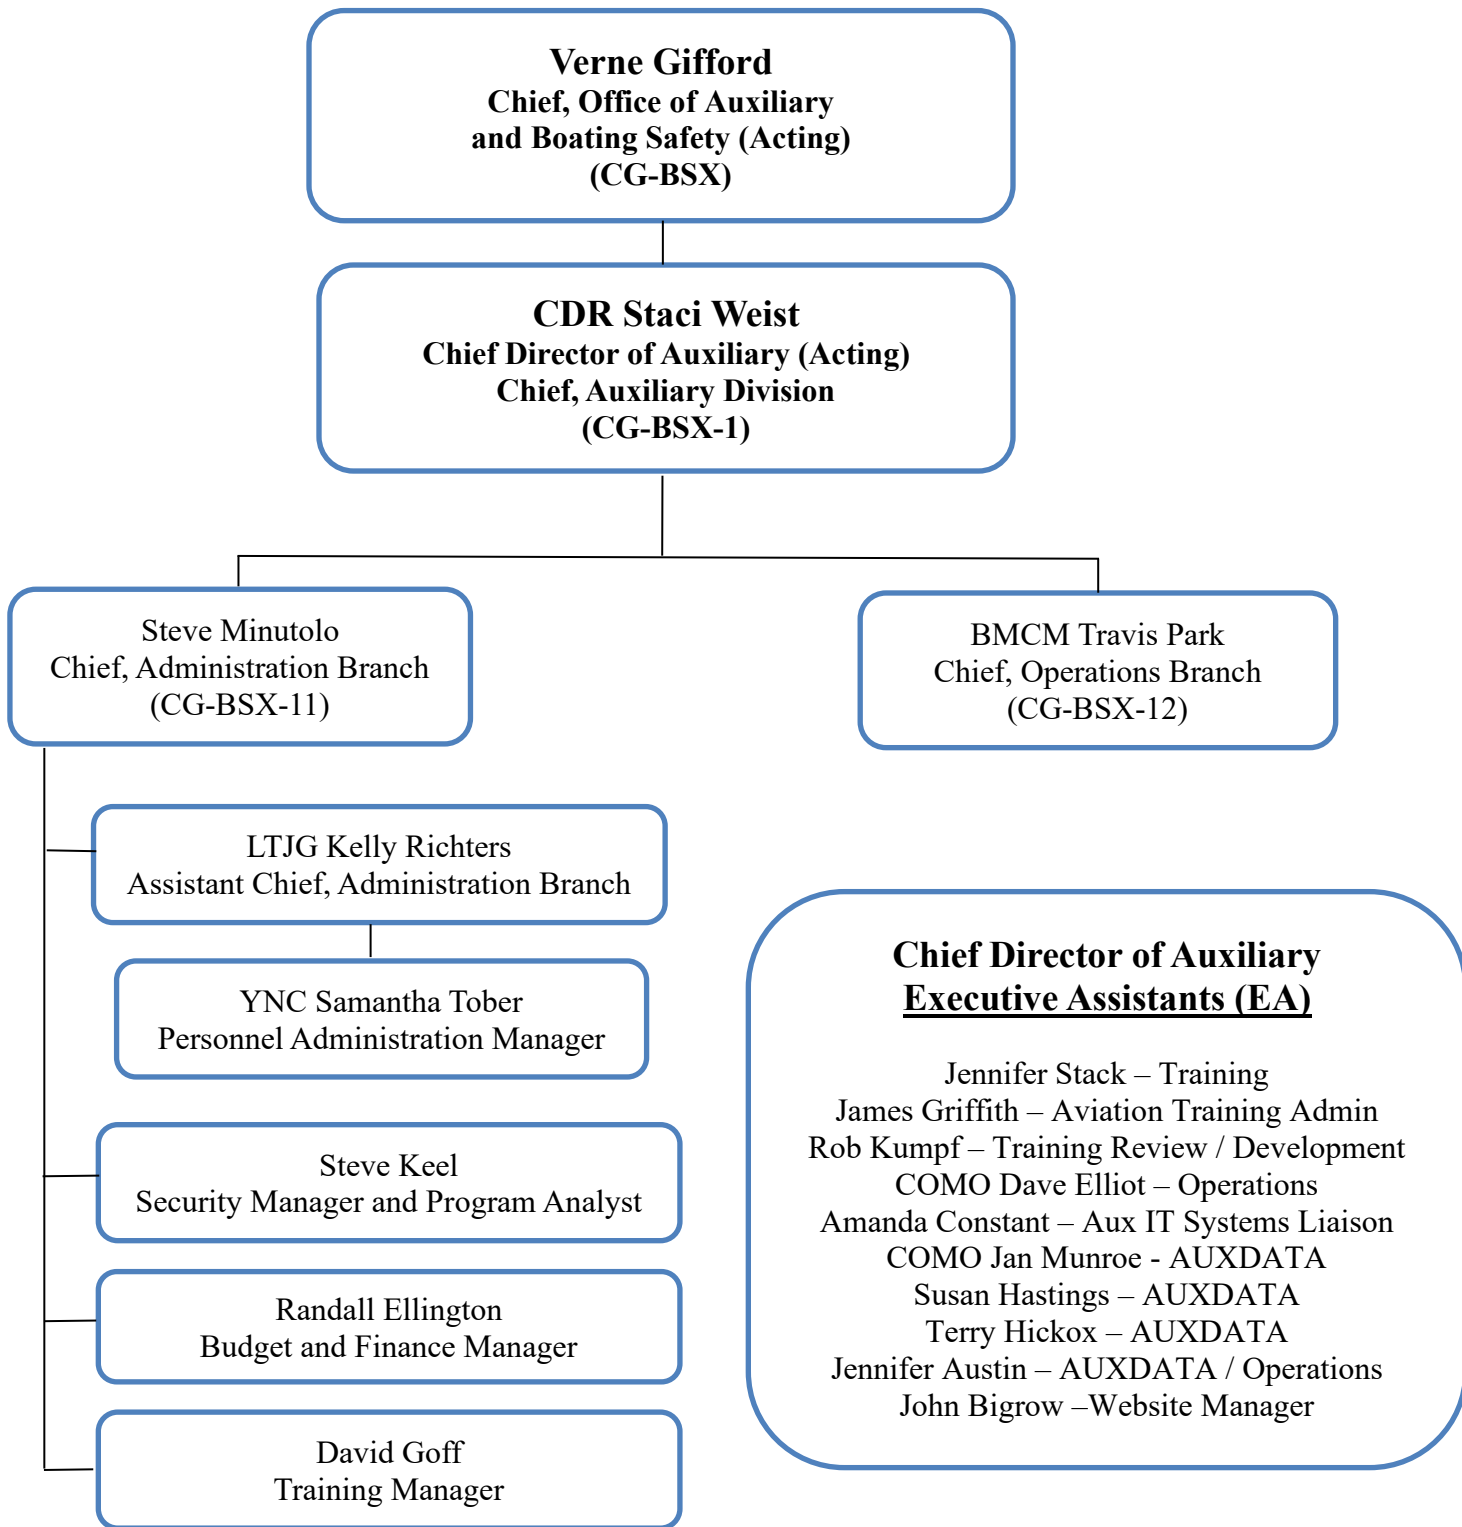 Verne Gifford
Chief, Office of Auxiliary
and Boating Safety (Acting)
(CG-BSX)
CDR Staci Weist
Chief Director of Auxiliary (Acting)
Chief, Auxiliary Division
(CG-BSX-1)
Steve Minutolo
Chief, Administration Branch
(CG-BSX-11)
BMCM Travis Park
Chief, Operations Branch
(CG-BSX-12)
LTJG Kelly Richters
Assistant Chief, Administration Branch
YNC Samantha Tober
Personnel Administration Manager
Steve Keel
Security Manager and Program Analyst
Randall Ellington
Budget and Finance Manager
David Goff
Training Manager
Chief Director of Auxiliary
Executive Assistants (EA)
Jennifer Stack – Training
James Griffith – Aviation Training Admin
Rob Kumpf – Training Review / Development
COMO Dave Elliot – Operations
Amanda Constant – Aux IT Systems Liaison
COMO Jan Munroe - AUXDATA
Susan Hastings – AUXDATA
Terry Hickox – AUXDATA
Jennifer Austin – AUXDATA / Operations
John Bigrow –Website Manager